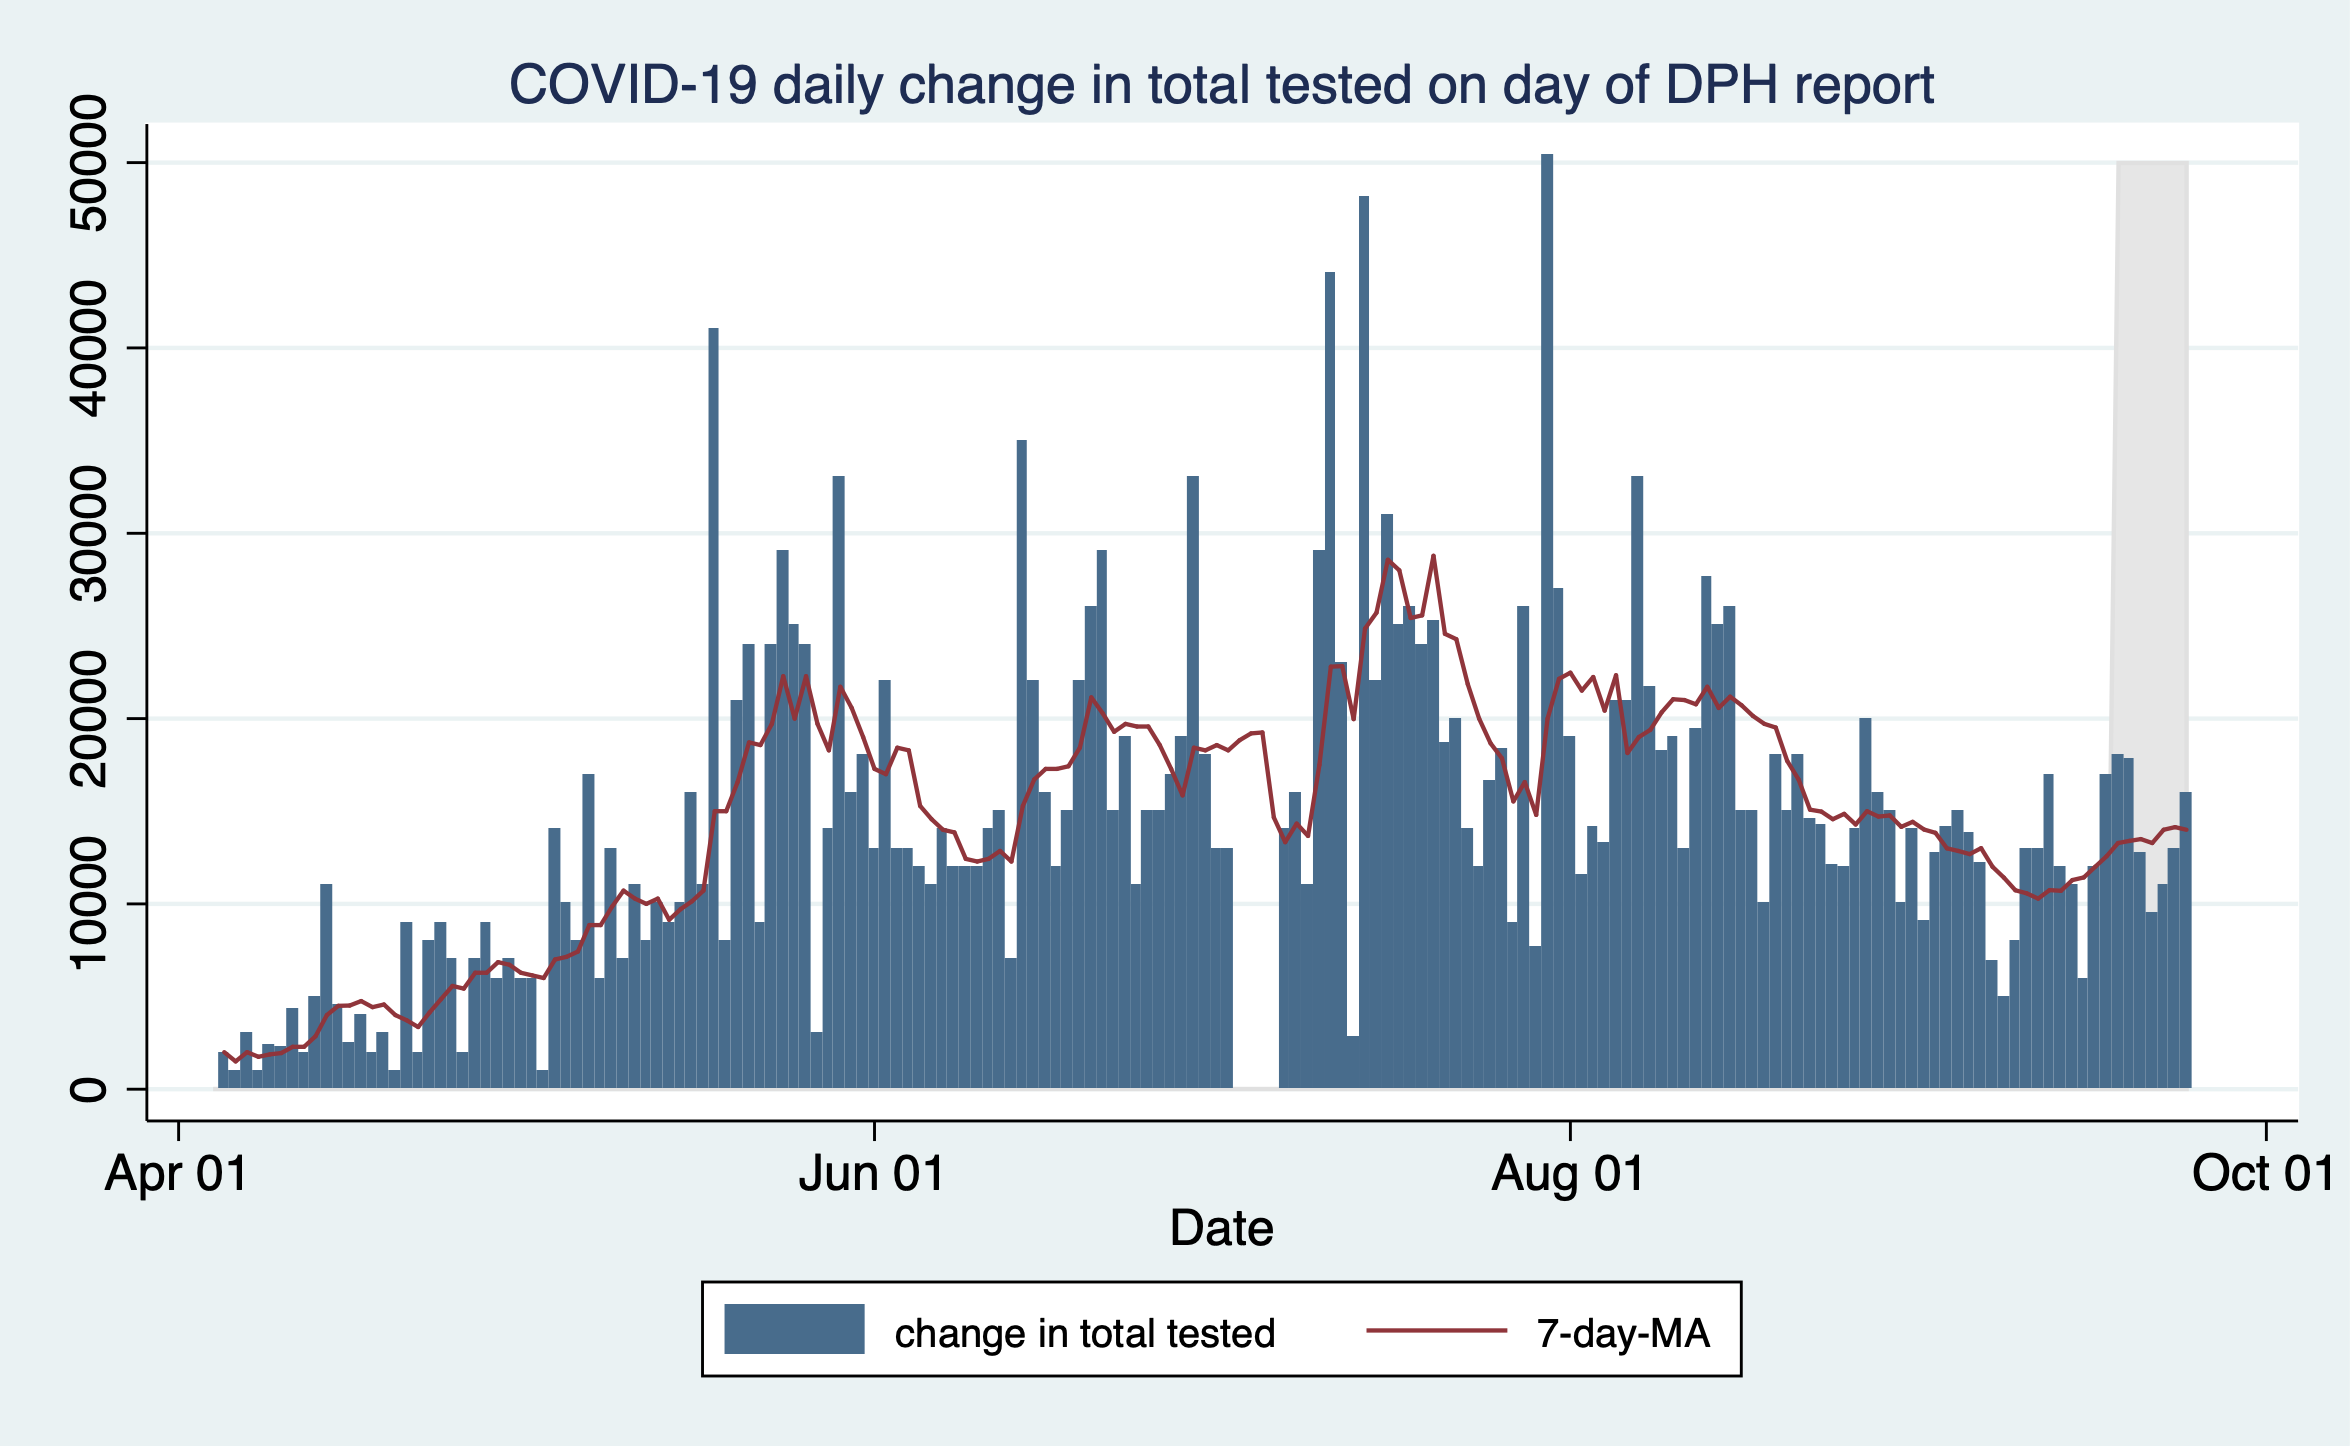 COVID-19 daily change in total tested on day of DPH report
50000
40000
30000
20000
10000
0
Apr 01 Jun 01 Aug 01 Oct 01
Date
change in total tested 7-day-MA